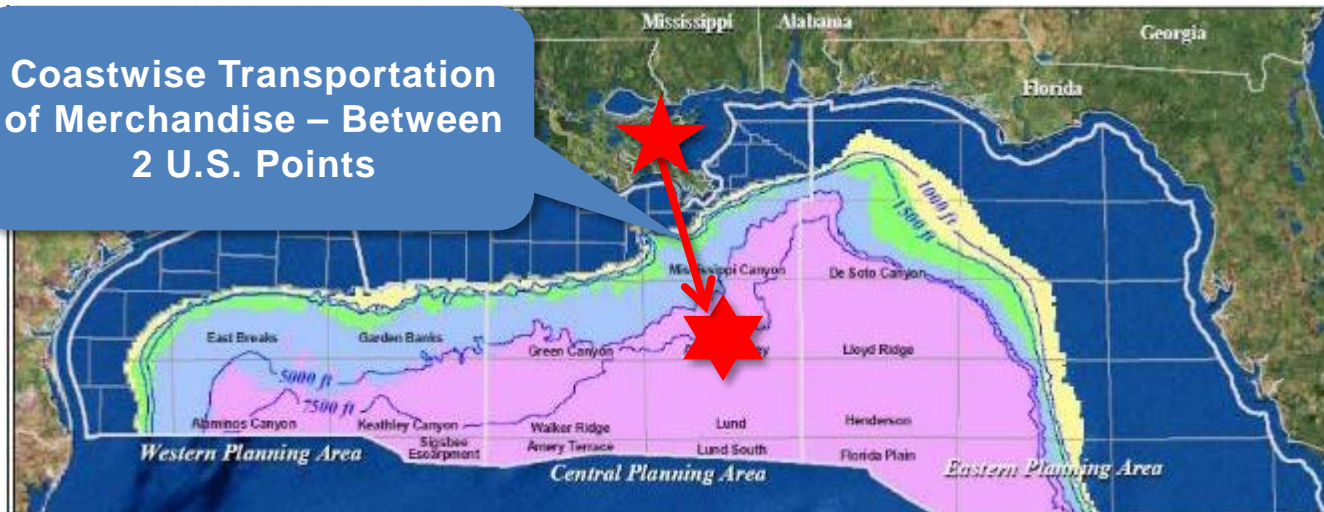 Mississippi
Alabama
Georgia
Florida
Coastwise Transportation
of Merchandise – Between
2 U.S. Points
1000 ft
1500 ft
Mississippi Canyon
De Soto Canyon
East Breaks
Garden Banks
Green Canyon
Lloyd Ridge
5000 ft
7500 ft
Alaminos Canyon
Keathley Canyon
Walker Ridge
Lund
Henderson
Sigsbee
Escarpment
Amery Terrace
Lund South
Florida Plain
Western Planning Area
Central Planning Area
Eastern Planning Area